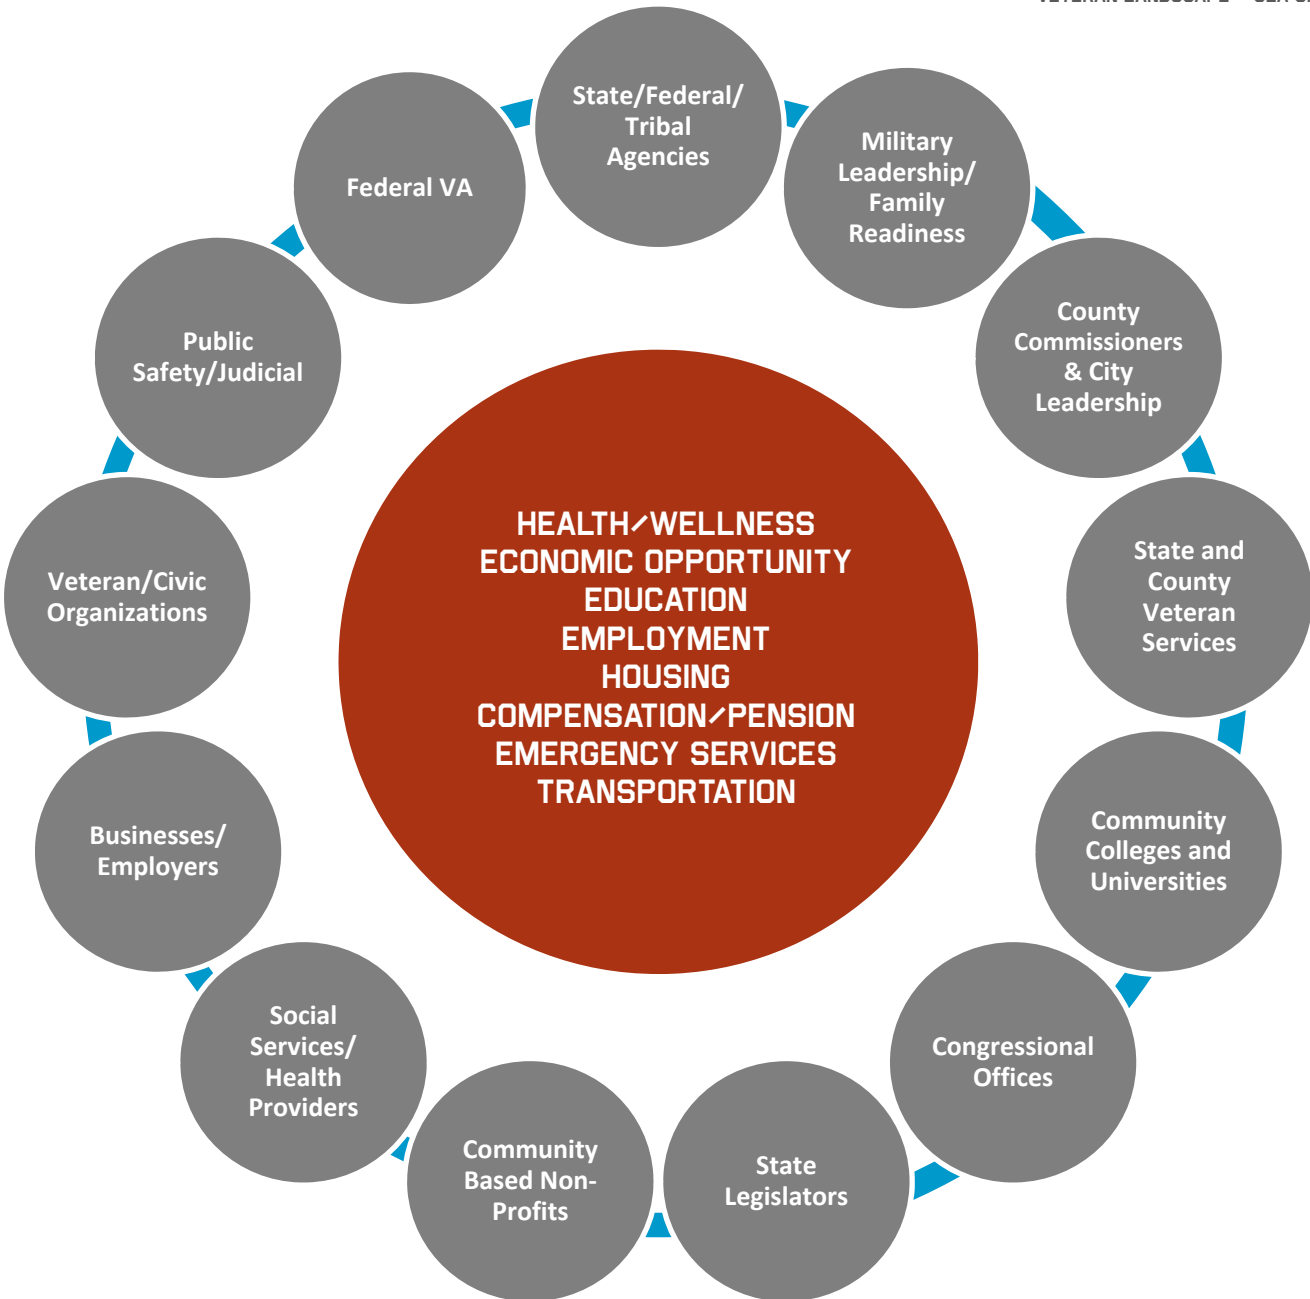 State/Federal/
Tribal
Agencies
Military
Leadership/
Family
Readiness
County
Commissioners
& City
Leadership
State and
County
Veteran
Services
Community
Colleges and
Universities
Congressional
Offices
State
Legislators
Community
Based Non-
Profits
Social
Services/
Health
Providers
Businesses/
Employers
Veteran/Civic
Organizations
Public
Safety/Judicial
Federal VA
HEALTH/WELLNESS
ECONOMIC OPPORTUNITY
EDUCATION
EMPLOYMENT
HOUSING
COMPENSATION/PENSION
EMERGENCY SERVICES
TRANSPORTATION